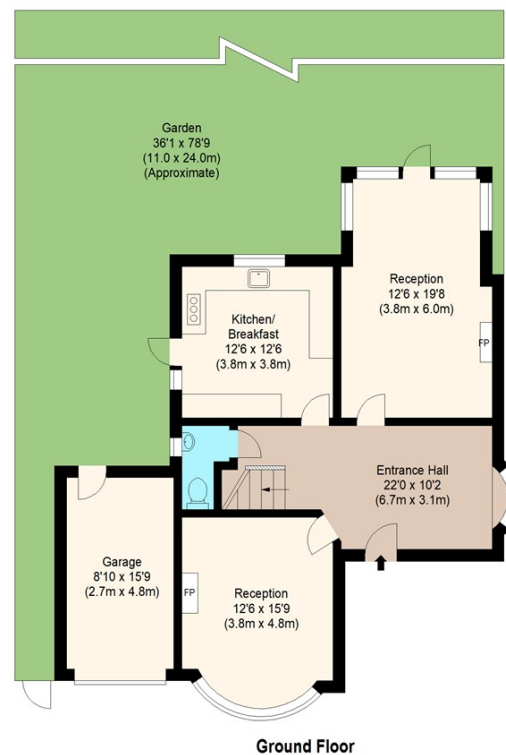 Garden
36'1 x 78'9
(11.0 x 24.0m)
(Approximate)
Reception
12'6 x 19'8
(3.8m x 6.0m)
FP
Kitchen/
Breakfast
12'6 x 12'6
(3.8m x 3.8m)
Entrance Hall
22'0 x 10'2
(6.7m x 3.1m)
Garage
8'10 x 15'9
(2.7m x 4.8m)
FP
Reception
12'6 x 15'9
(3.8m x 4.8m)
Ground Floor